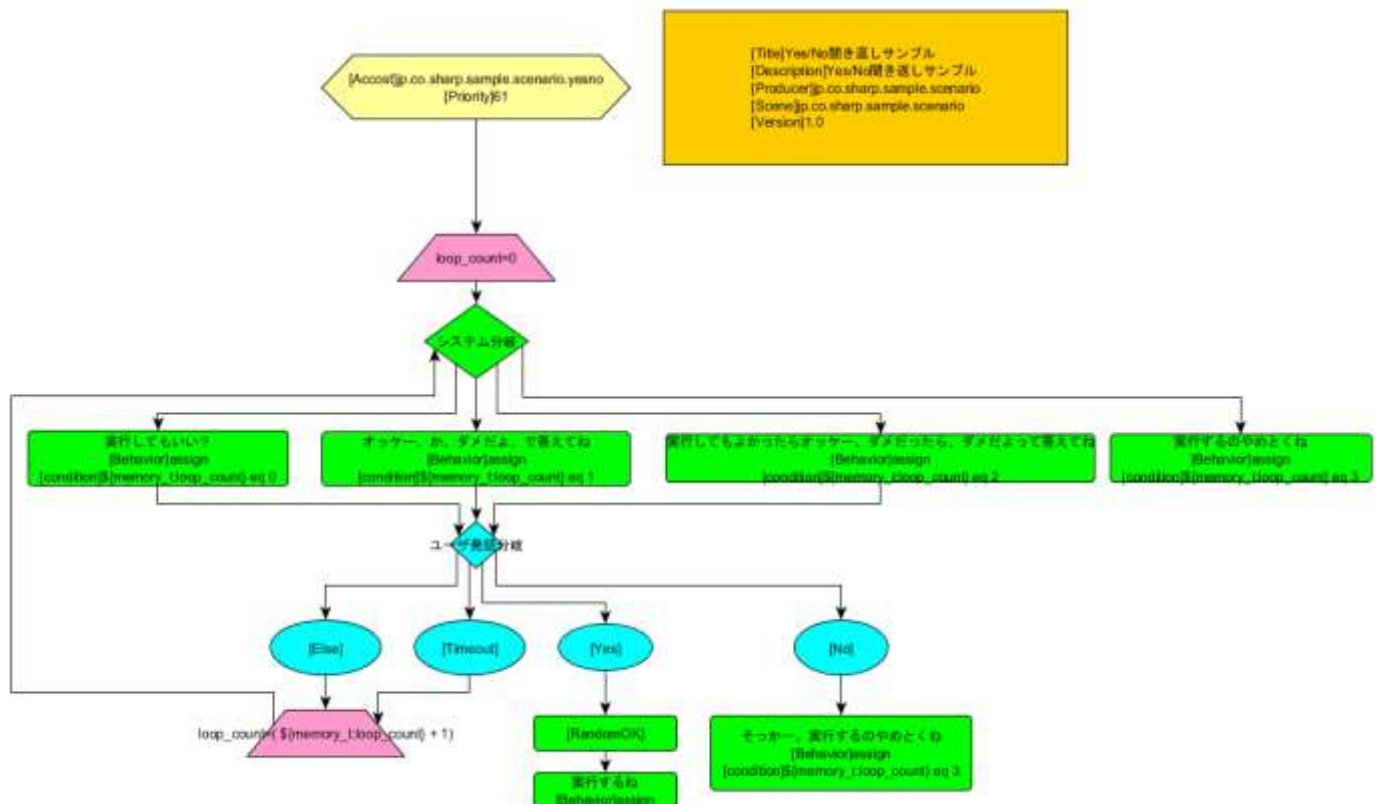 [Accost]jp.co.sharp.sample.scenario.yesno
[Priority]61
[Title]Yes/No聞き返しサンプル
[Description]Yes/No聞き返しサンプル
[Producer]jp.co.sharp.sample.scenario
[Scene]jp.co.sharp.sample.scenario
[Version]1.0
loop_count=0
システム分岐
実行してもいい?
[Behavior]assign
[condition]${memory_t:loop_count} eq 0
オッケー、か、ダメだよ、で答えてね
[Behavior]assign
[condition]${memory_t:loop_count} eq 1
実行してもよかったらオッケー、ダメだったら、ダメだよって答えてね
[Behavior]assign
[condition]${memory_t:loop_count} eq 2
実行するのやめとくね
[Behavior]assign
[condition]${memory_t:loop_count} eq 3
ユーザ発話分岐
[Else]
[Timeout]
[Yes]
[No]
loop_count=( ${memory_t:loop_count} + 1)
[RandomOK]
実行するね
[Behavior]assign
そっかー、実行するのやめとくね
[Behavior]assign
[condition]${memory_t:loop_count} eq 3